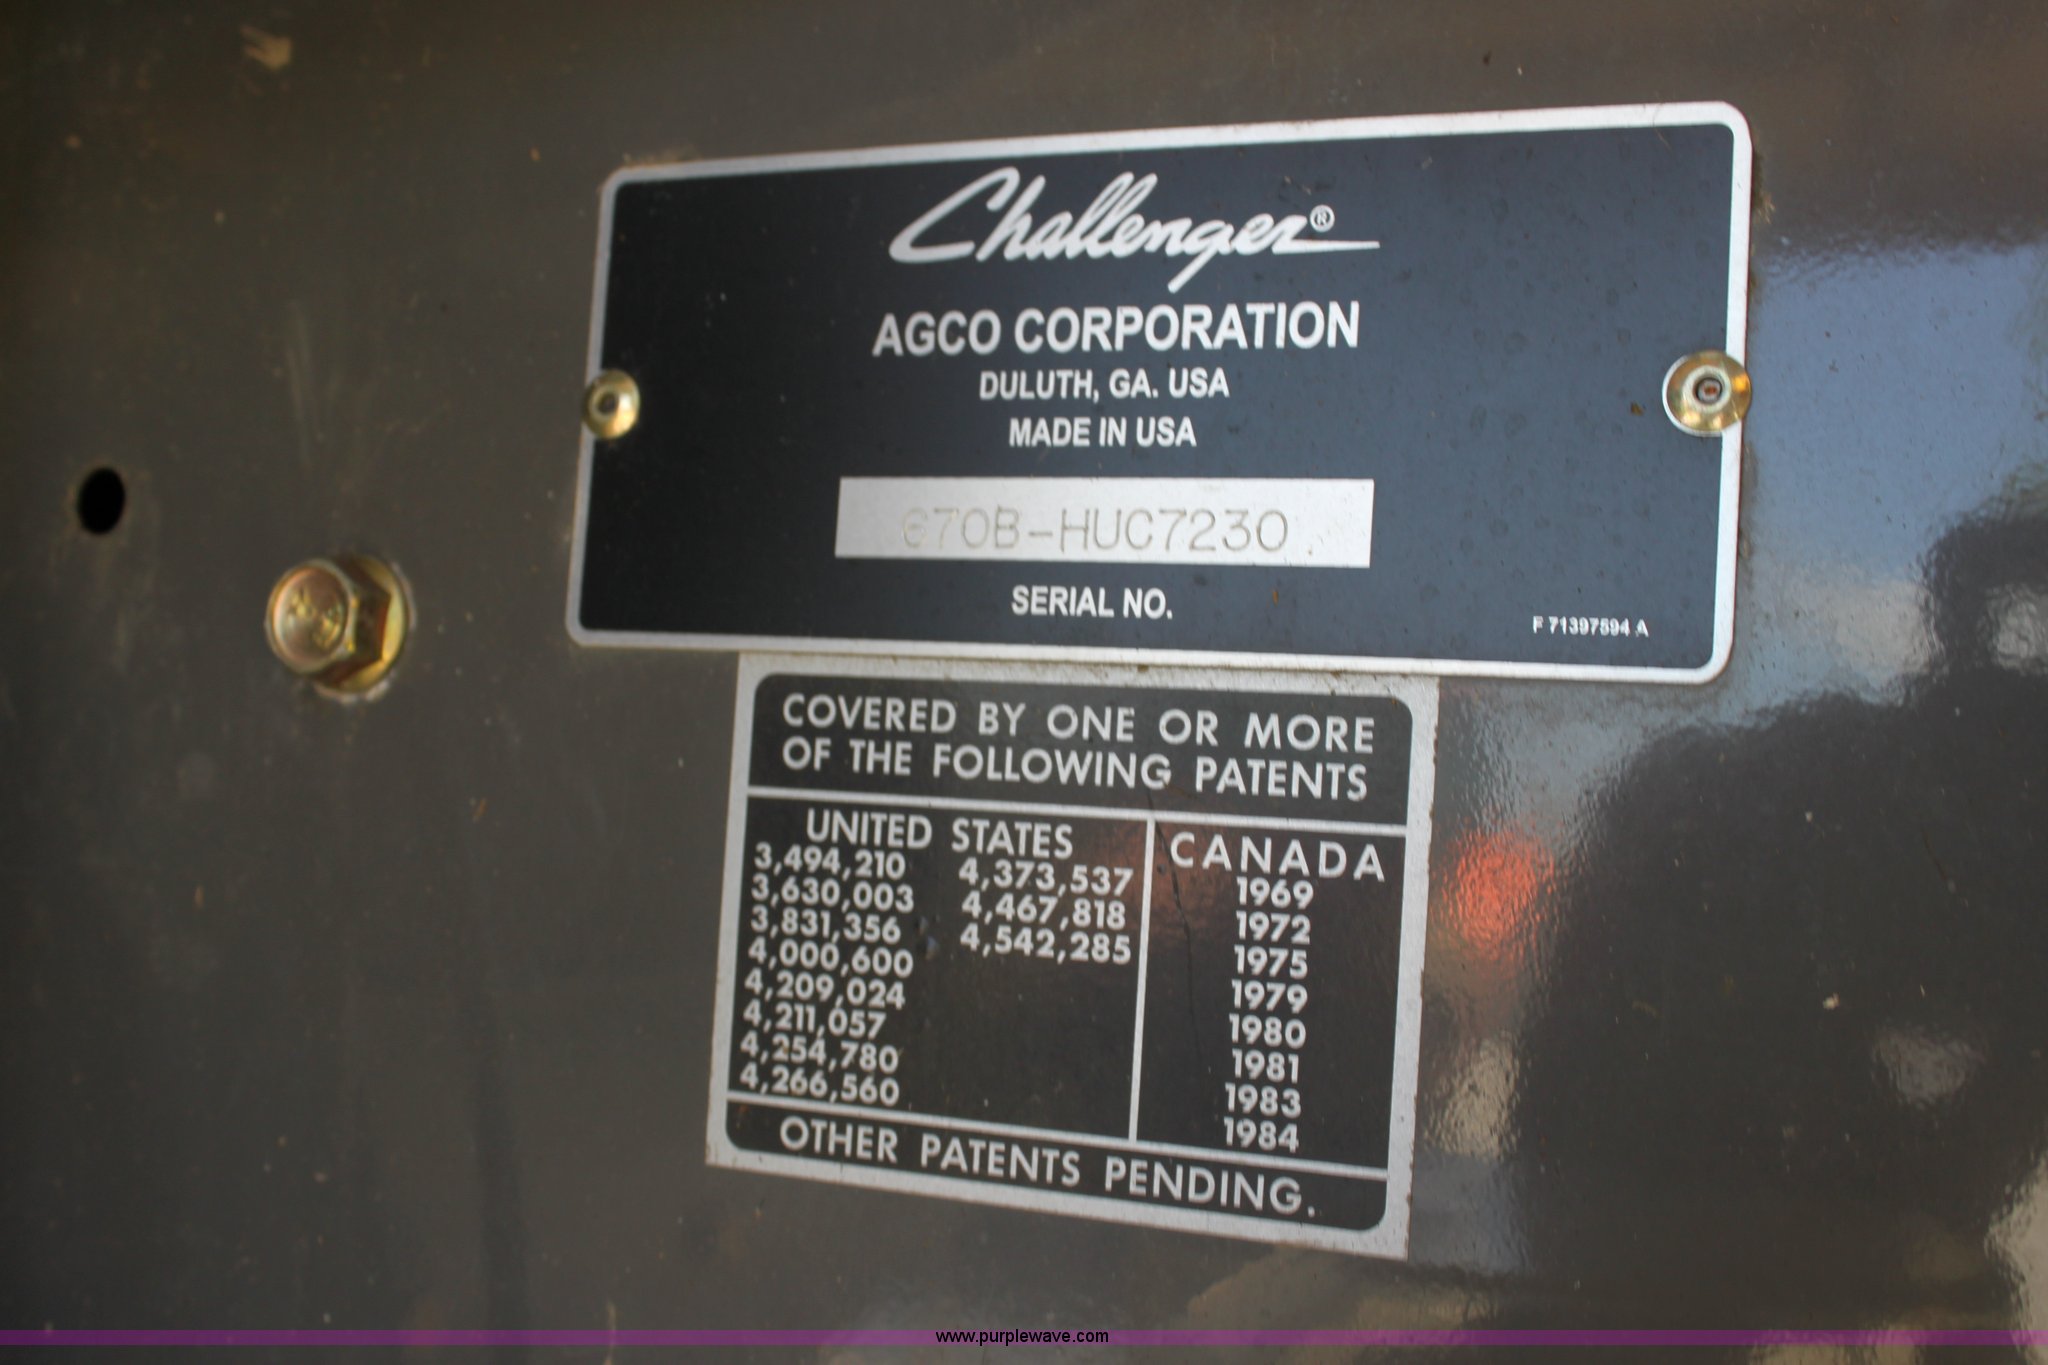 Challenger®
AGCO CORPORATION
DULUTH, GA. USA
MADE IN USA
670B-HUC7230
SERIAL NO.
F 71397594 A
COVERED BY ONE OR MORE
OF THE FOLLOWING PATENTS
UNITED STATES
3,494,210 4,373,537
3,630,003 4,467,818
3,831,356 4,542,285
4,000,600
4,209,024
4,211,057
4,254,780
4,266,560
CANADA
1969
1972
1975
1979
1980
1981
1983
1984
OTHER PATENTS PENDING.
www.purplewave.com